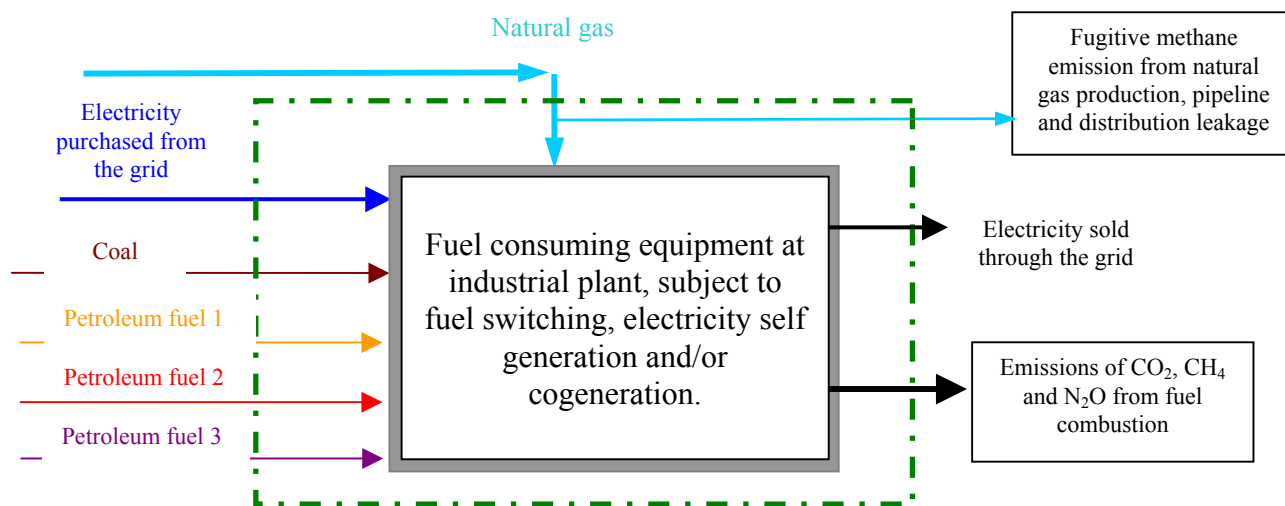 Natural gas
Fugitive methane
emission from natural
gas production, pipeline
and distribution leakage
Electricity
purchased from
the grid
Coal
Petroleum fuel 1
Petroleum fuel 2
Petroleum fuel 3
Fuel consuming equipment at
industrial plant, subject to
fuel switching, electricity self
generation and/or
cogeneration.
Electricity sold
through the grid
Emissions of CO₂, CH₄
and N₂O from fuel
combustion